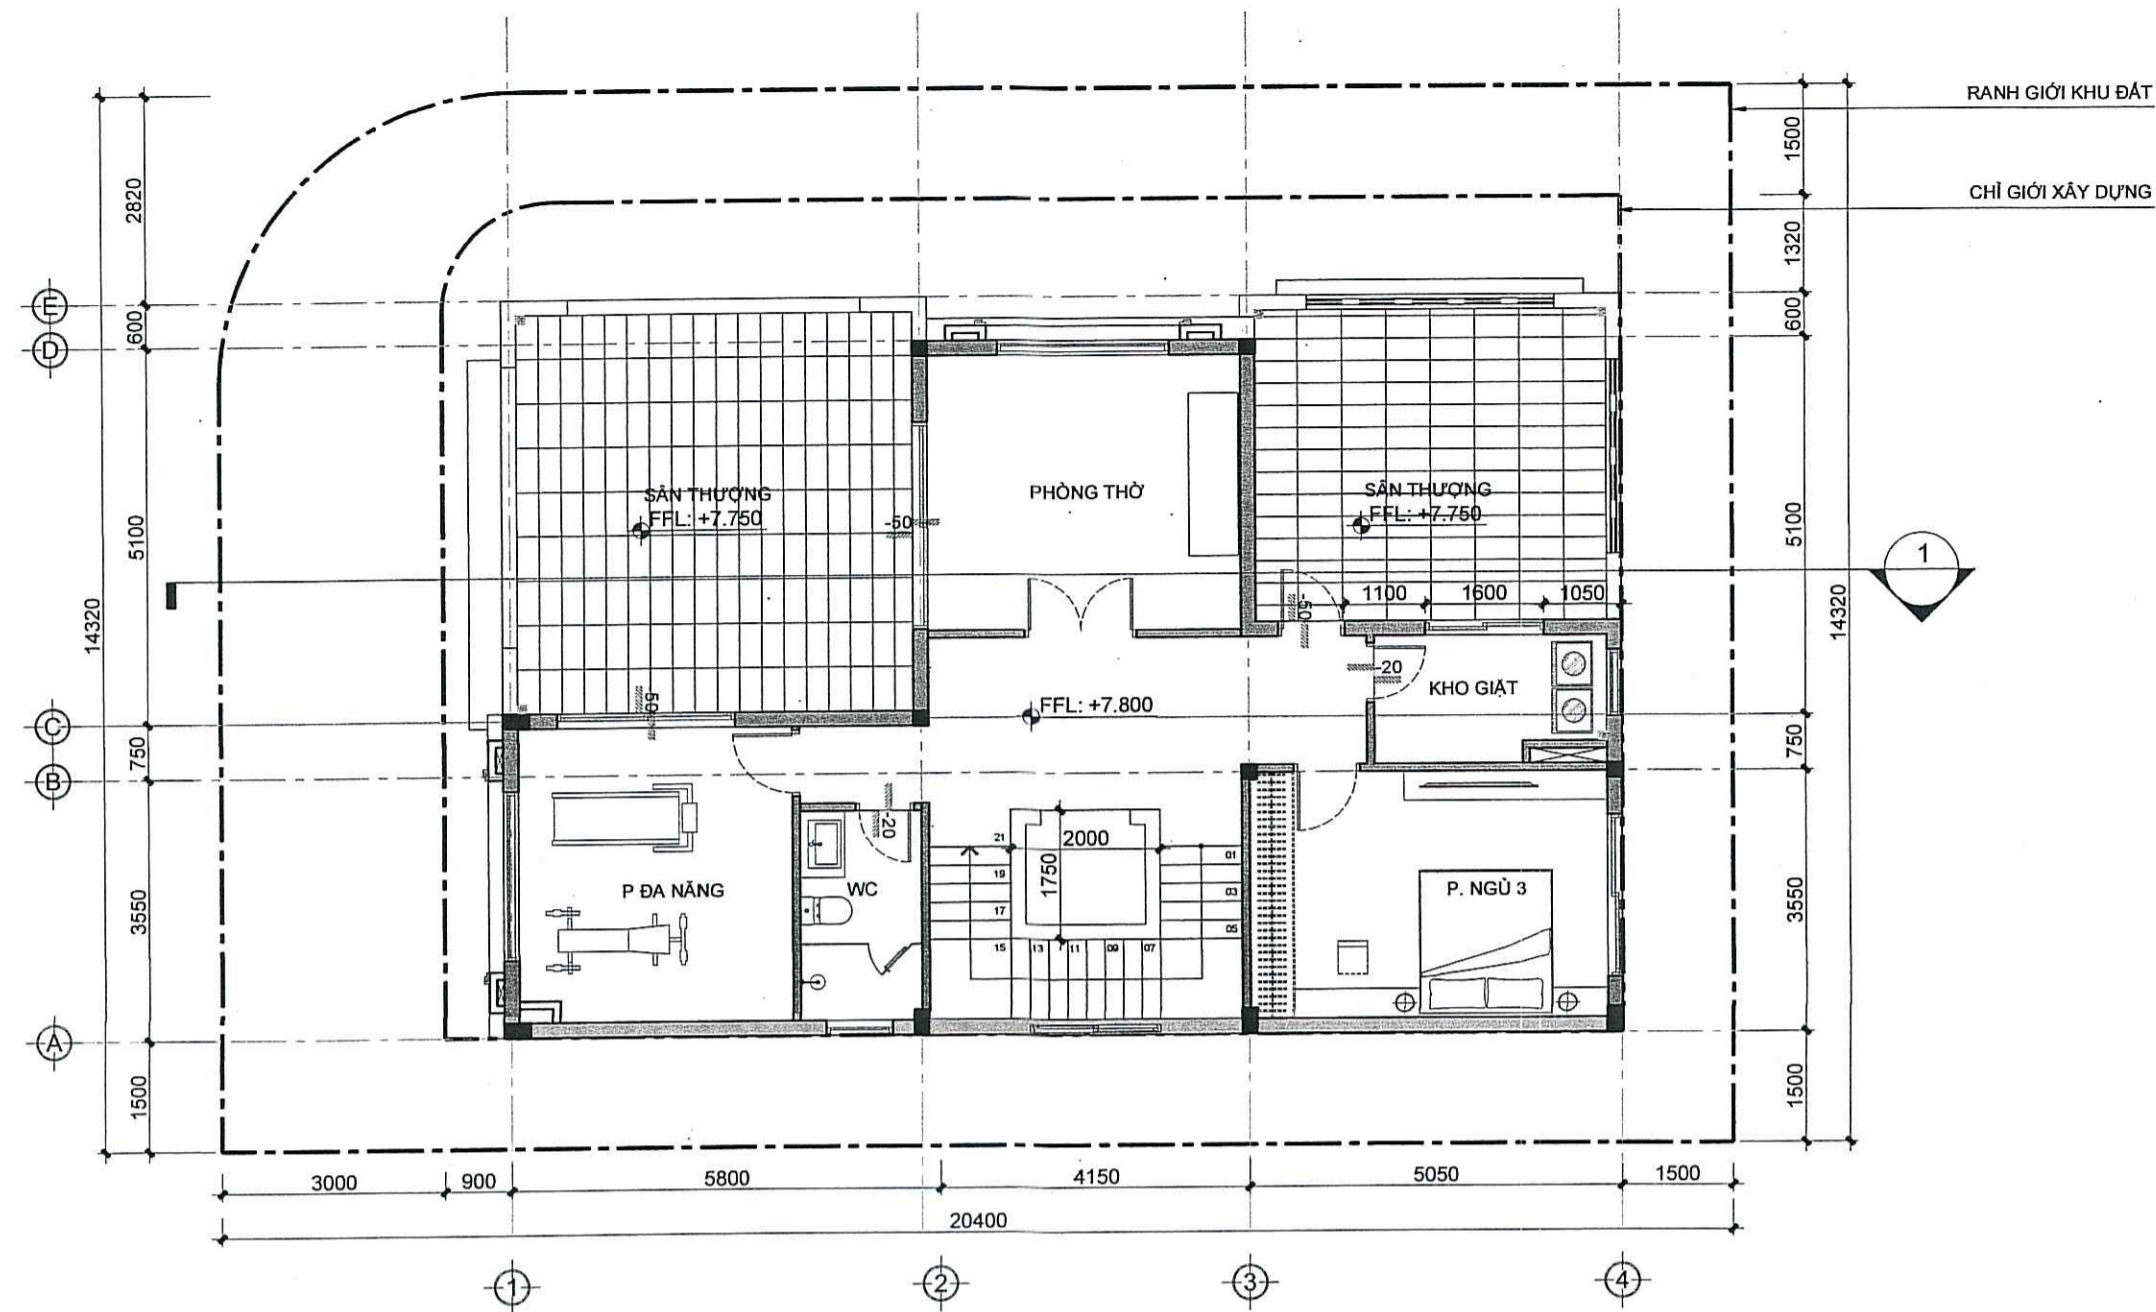 RANH GIỚI KHU ĐẤT
CHỈ GIỚI XÂY DỰNG
2820
600
5100
14320
750
3550
1500
1500
1320
600
5100
14320
750
3550
1500
E
D
C
B
A
SÂN THƯỢNG
FFL: +7.750
-50
PHÒNG THỜ
SÂN THƯỢNG
FFL: +7.750
1
1100
1600
1050
-50
-20
KHO GIẶT
FFL: +7.800
-50
-20
2000
1750
P ĐA NĂNG
WC
P. NGỦ 3
21
19
17
15
13
11
09
07
05
03
01
3000
900
5800
4150
5050
1500
20400
1
2
3
4